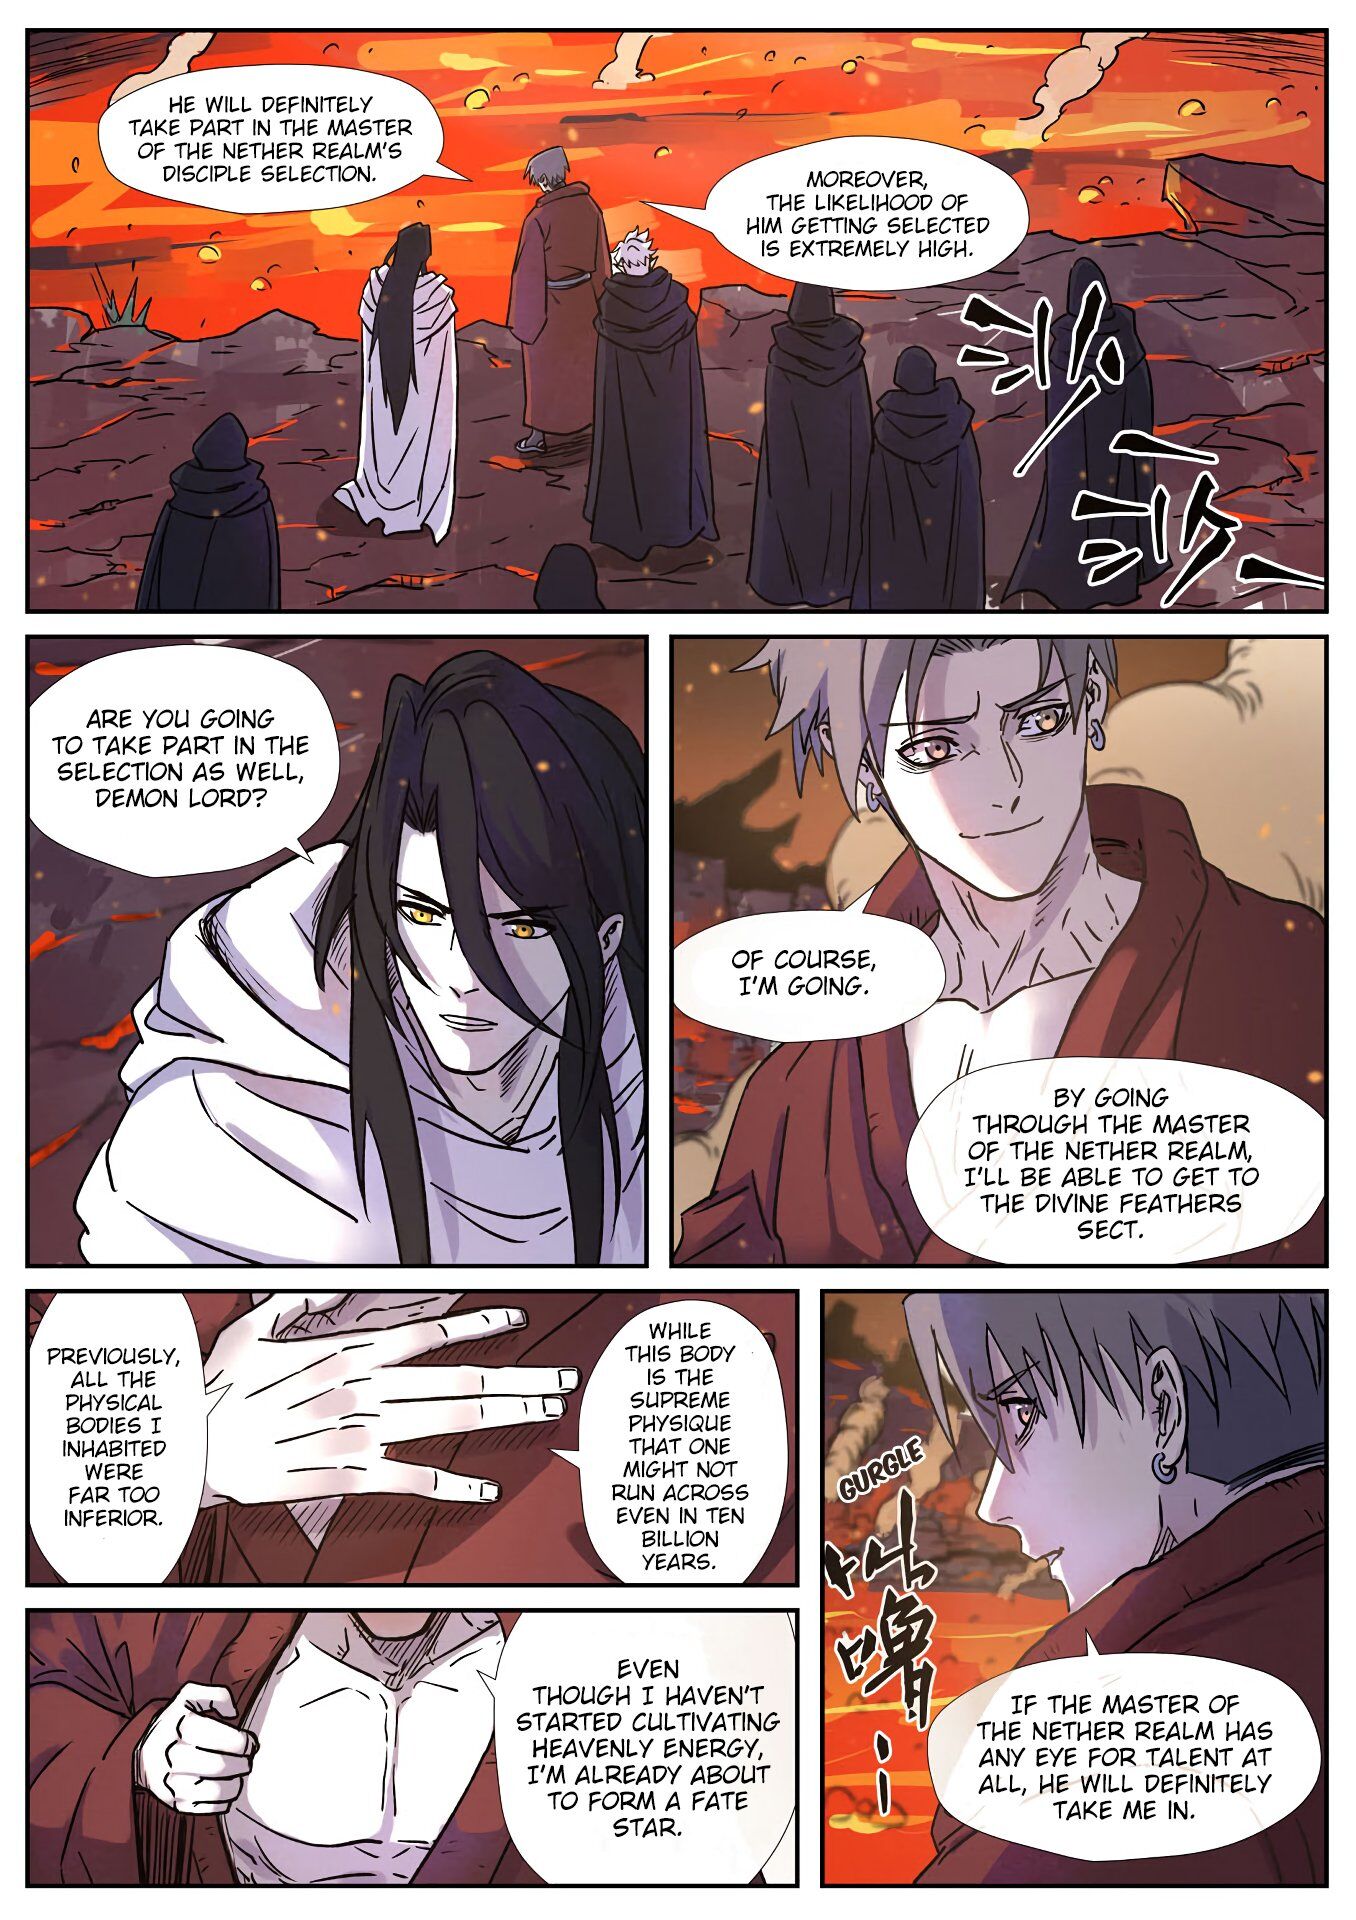 HE WILL DEFINITELY
TAKE PART IN THE MASTER
OF THE NETHER REALM'S
DISCIPLE SELECTION.
MOREOVER,
THE LIKELIHOOD OF
HIM GETTING SELECTED
IS EXTREMELY HIGH.
ARE YOU GOING
TO TAKE PART IN THE
SELECTION AS WELL,
DEMON LORD?
OF COURSE,
I'M GOING.
BY GOING
THROUGH THE MASTER
OF THE NETHER REALM,
I'LL BE ABLE TO GET TO
THE DIVINE FEATHERS
SECT.
PREVIOUSLY,
ALL THE
PHYSICAL
BODIES I
INHABITED
WERE
FAR TOO
INFERIOR.
WHILE
THIS BODY
IS THE
SUPREME
PHYSIQUE
THAT ONE
MIGHT NOT
RUN ACROSS
EVEN IN TEN
BILLION
YEARS.
EVEN
THOUGH I HAVEN'T
STARTED CULTIVATING
HEAVENLY ENERGY,
I'M ALREADY ABOUT
TO FORM A FATE
STAR.
GURGLE
IF THE MASTER OF
THE NETHER REALM HAS
ANY EYE FOR TALENT AT
ALL, HE WILL DEFINITELY
TAKE ME IN.